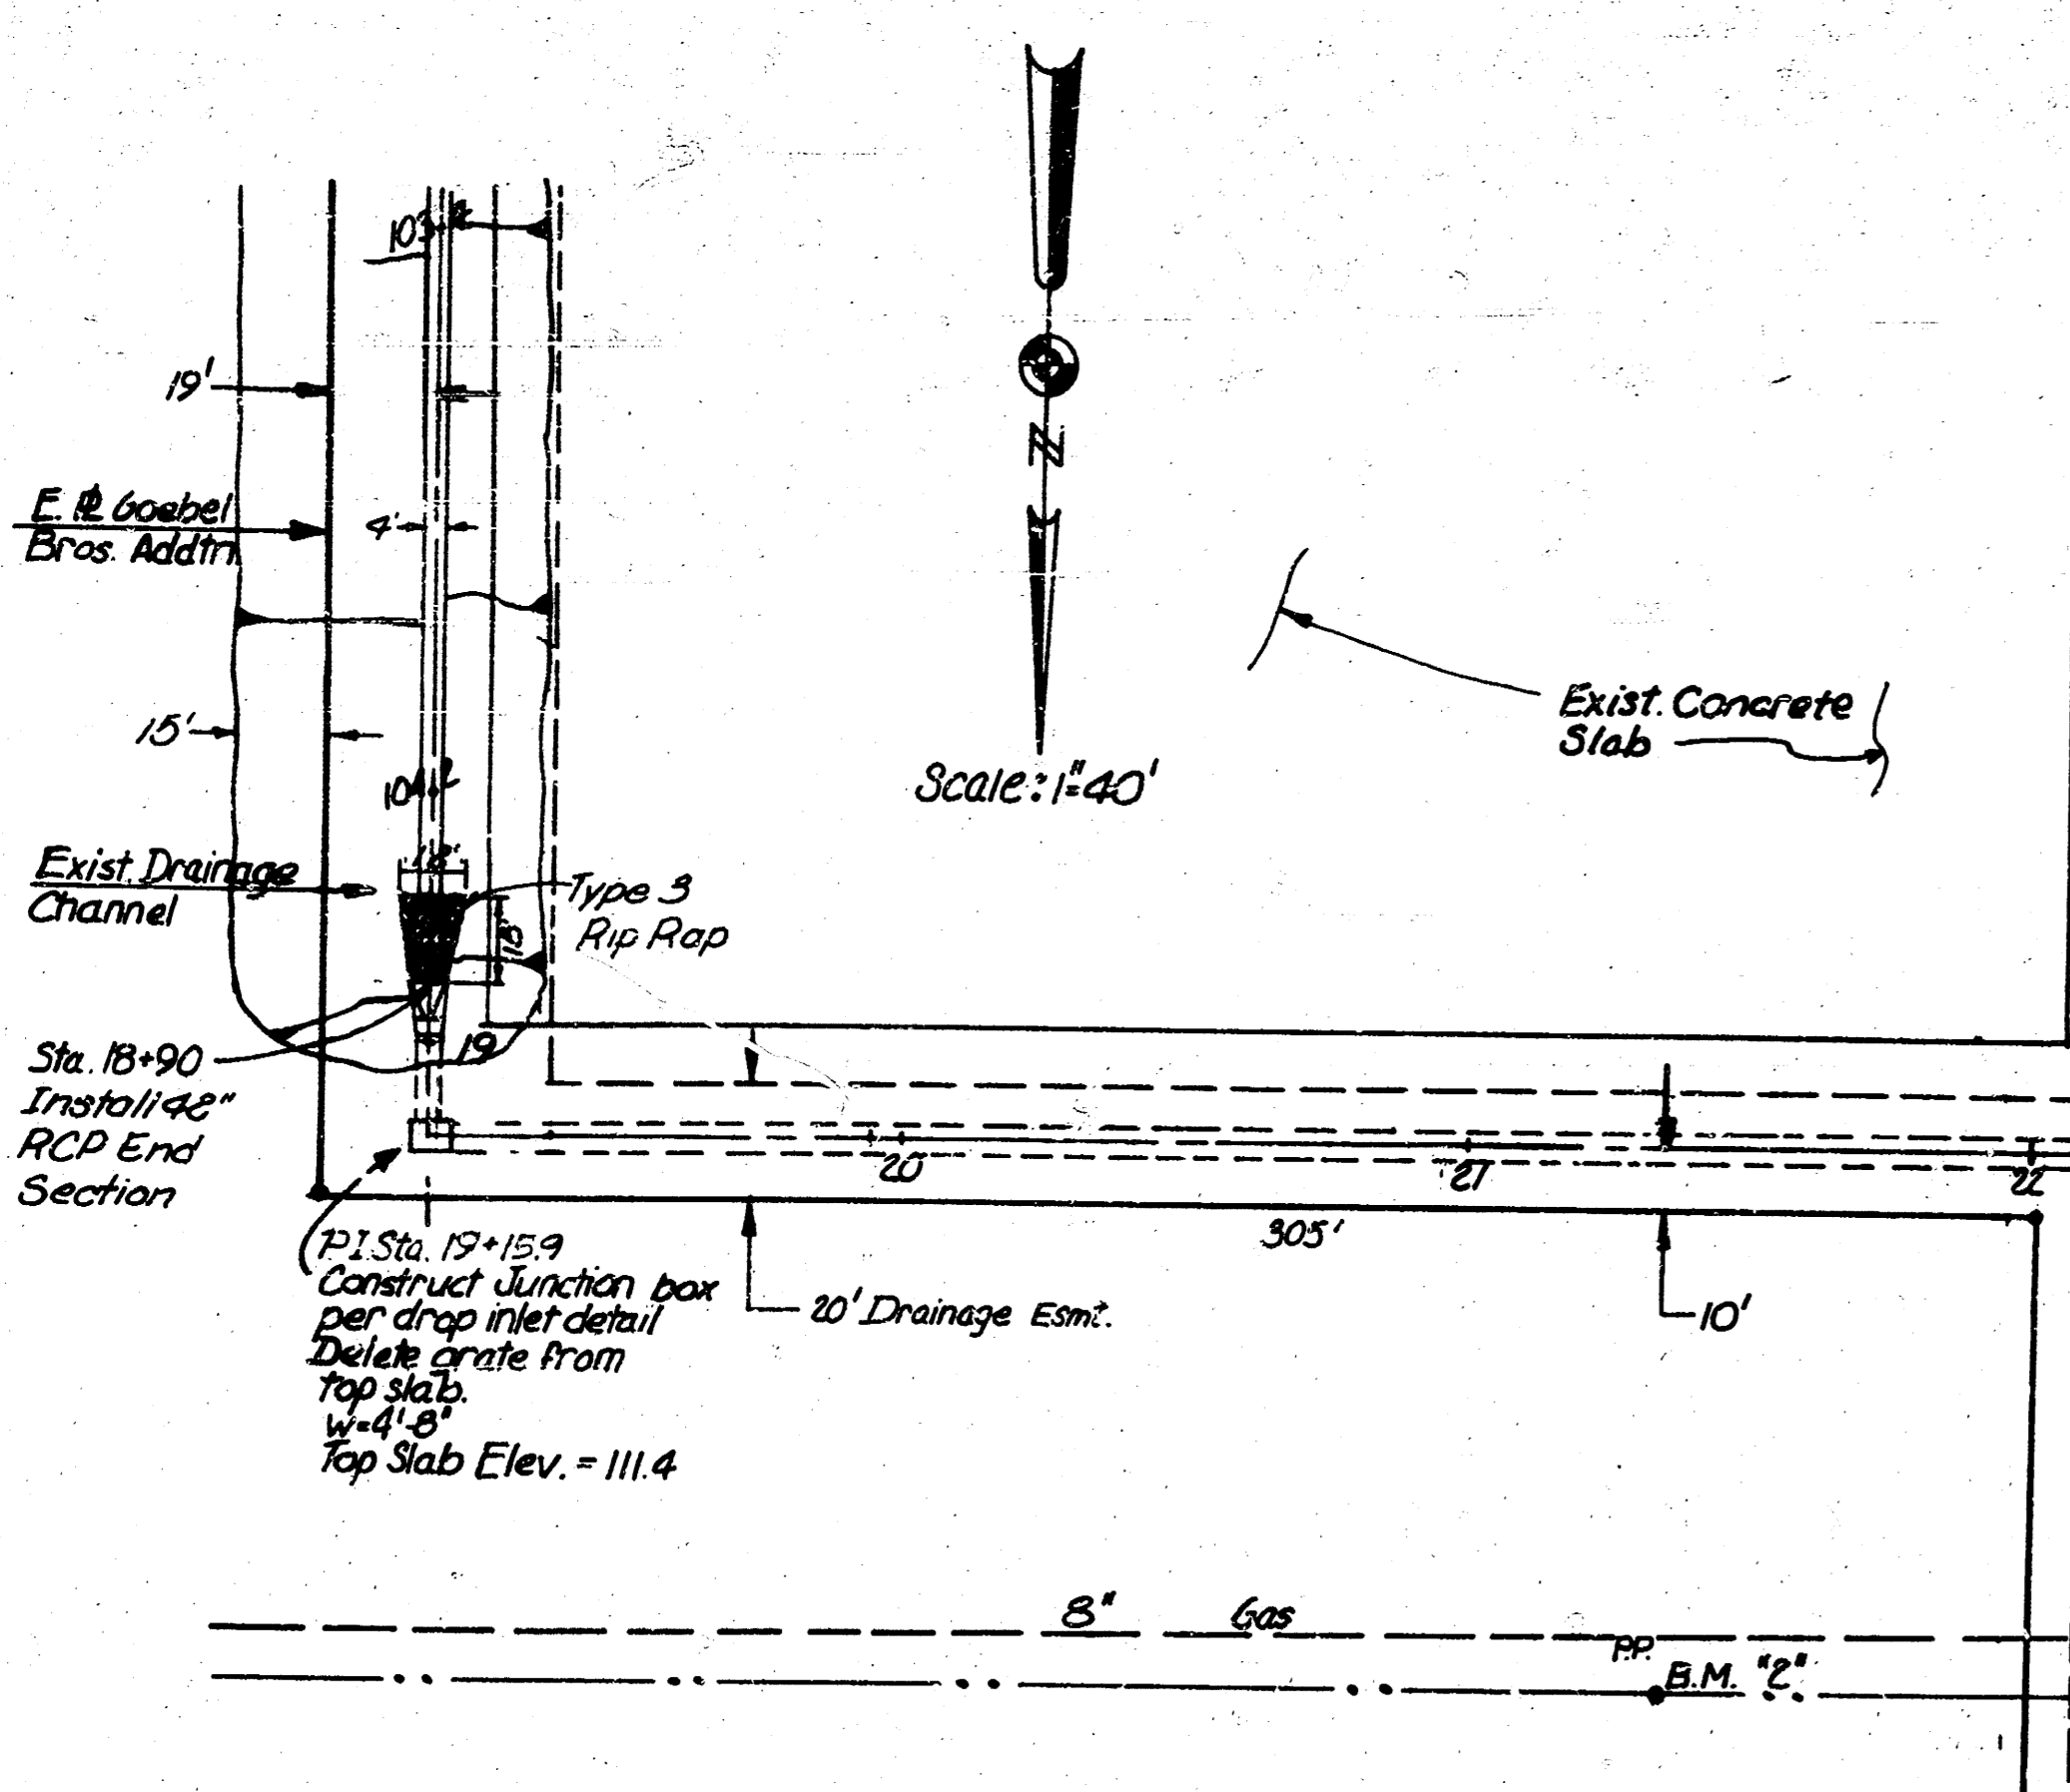 19'
E. ⅊ Goebel
Bros. Addtn.
4'
N
Exist. Concrete
Slab
15'
Scale: 1"=40'
Exist. Drainage
Channel
Type 3
Rip Rap
18'
19
Sta. 18+90
Install 48"
RCP End
Section
20
21
22
305'
P.I. Sta. 19+15.9
Construct Junction box
per drop inlet detail
Delete grate from
top slab.
w=4'-8"
Top Slab Elev. = 111.4
20' Drainage Esmt.
10'
8" Gas
P.P.
B.M. "2"